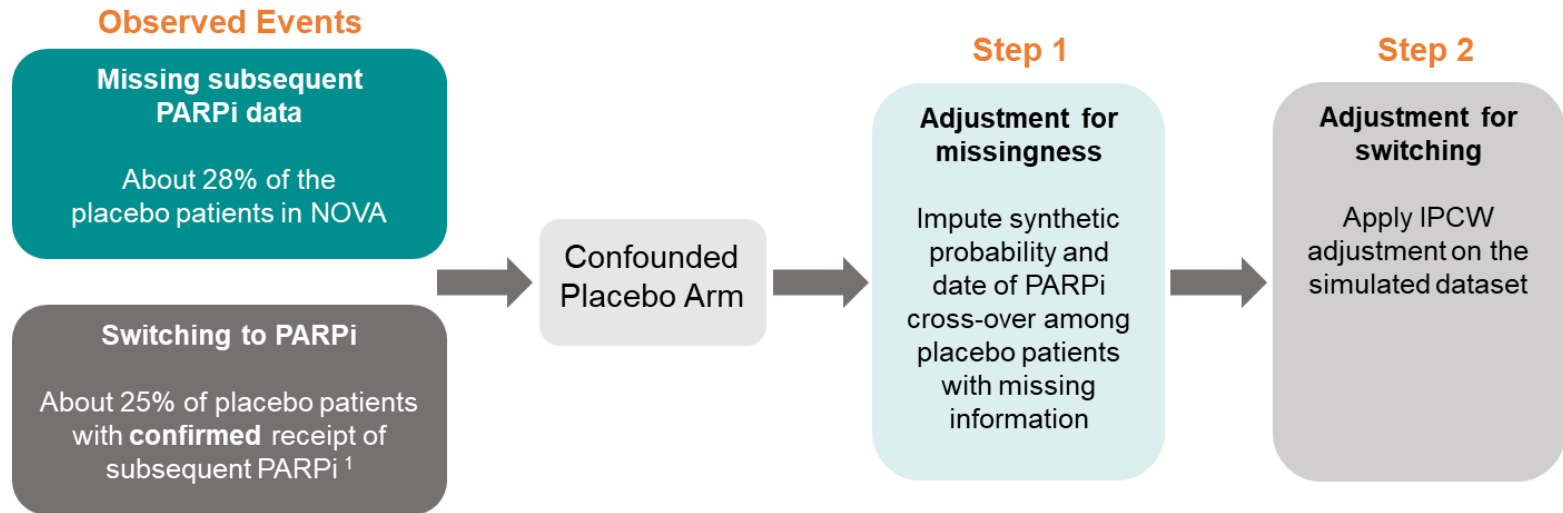 Observed Events
Missing subsequent
PARPi data
About 28% of the
placebo patients in NOVA
Switching to PARPi
About 25% of placebo patients
with confirmed receipt of
subsequent PARPi 1
Confounded
Placebo Arm
Step 1
Adjustment for
missingness
Impute synthetic
probability and
date of PARPi
cross-over among
placebo patients
with missing
information
Step 2
Adjustment for
switching
Apply IPCW
adjustment on the
simulated dataset